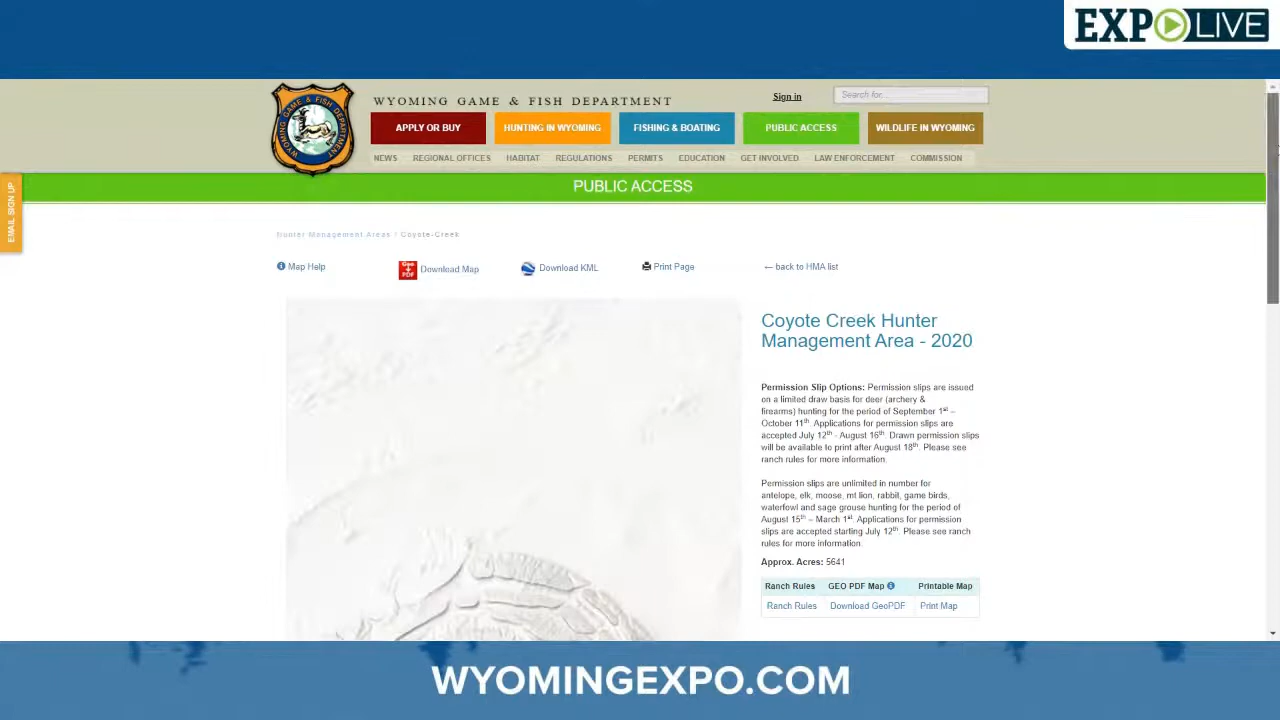 EXPO LIVE
WYOMING GAME & FISH DEPARTMENT
Sign in
Search for...
APPLY OR BUY
HUNTING IN WYOMING
FISHING & BOATING
PUBLIC ACCESS
WILDLIFE IN WYOMING
NEWS REGIONAL OFFICES HABITAT REGULATIONS PERMITS EDUCATION GET INVOLVED LAW ENFORCEMENT COMMISSION
WYOMING GAME & FISH DEPARTMENT
EMAIL SIGN UP
PUBLIC ACCESS
Hunter Management Areas / Coyote-Creek
Map Help
Geo PDF
Download Map
Download KML
Print Page
← back to HMA list
Coyote Creek Hunter
Management Area - 2020
Permission Slip Options: Permission slips are issued
on a limited draw basis for deer (archery &
firearms) hunting for the period of September 1st –
October 11th. Applications for permission slips are
accepted July 12th - August 16th. Drawn permission slips
will be available to print after August 18th. Please see
ranch rules for more information.
Permission slips are unlimited in number for
antelope, elk, moose, mt lion, rabbit, game birds,
waterfowl and sage grouse hunting for the period of
August 15th – March 1st. Applications for permission
slips are accepted starting July 12th. Please see ranch
rules for more information.
Approx. Acres: 5641
Ranch Rules GEO PDF Map Printable Map
Ranch Rules Download GeoPDF Print Map
WYOMINGEXPO.COM